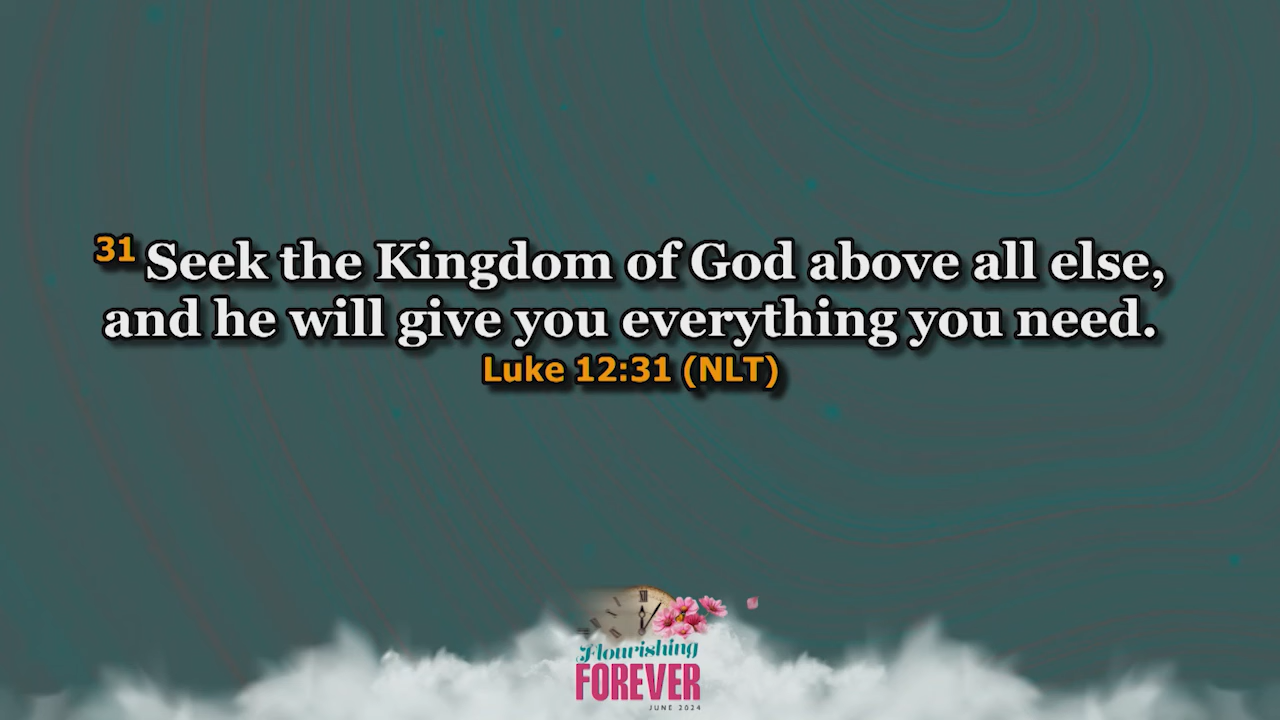 31 Seek the Kingdom of God above all else,
and he will give you everything you need.
Luke 12:31 (NLT)
XII
Flourishing
FOREVER
JUNE 2024